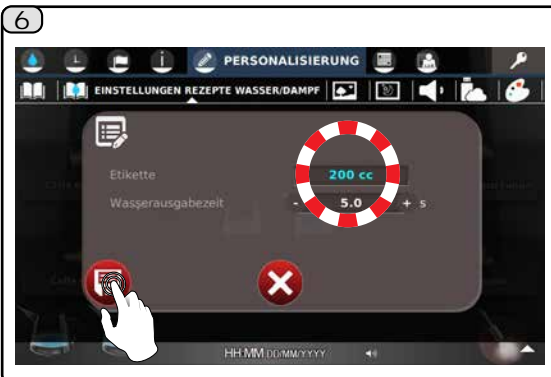 6
PERSONALISIERUNG
EINSTELLUNGEN REZEPTE WASSER/DAMPF
Etikette 200 cc
Wasserausgabezeit - 5.0 + s
HH:MM DD/MM/YYYY